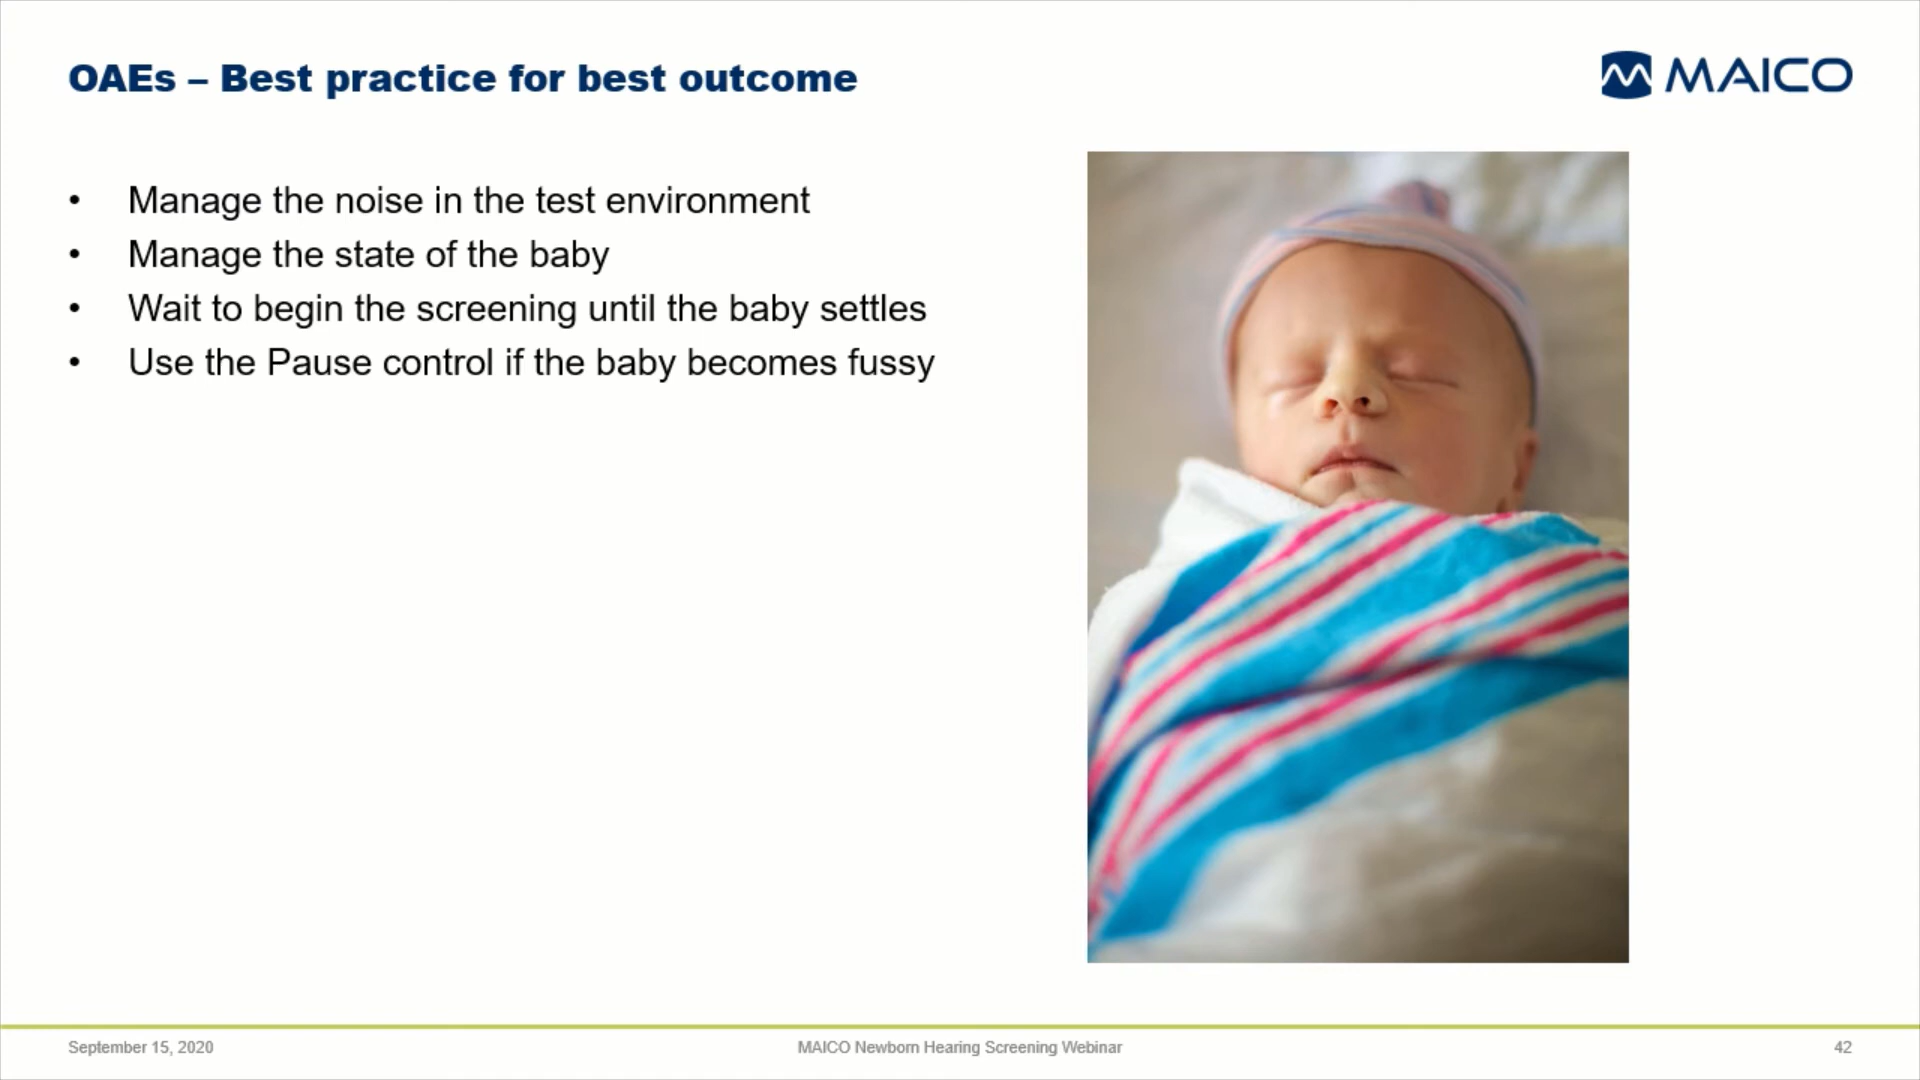 OAEs – Best practice for best outcome
MAICO
• Manage the noise in the test environment
• Manage the state of the baby
• Wait to begin the screening until the baby settles
• Use the Pause control if the baby becomes fussy
September 15, 2020
MAICO Newborn Hearing Screening Webinar
42